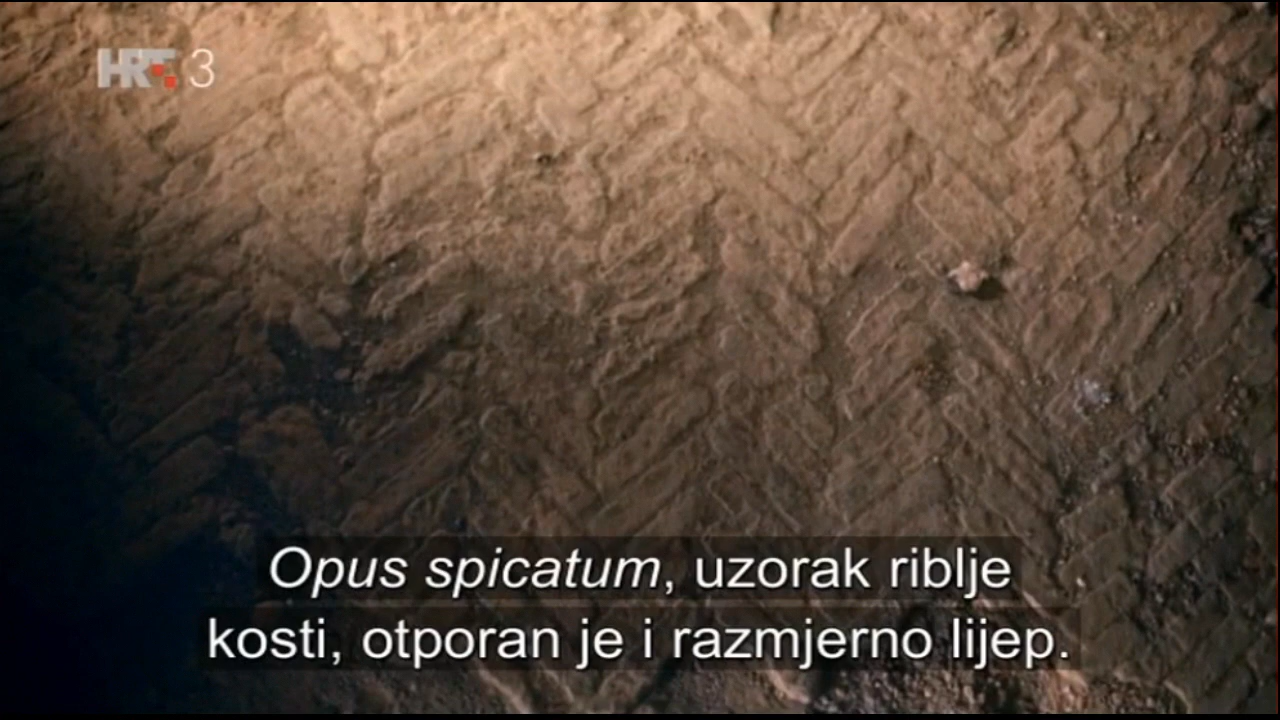 HRT 3
Opus spicatum, uzorak riblje
kosti, otporan je i razmjerno lijep.